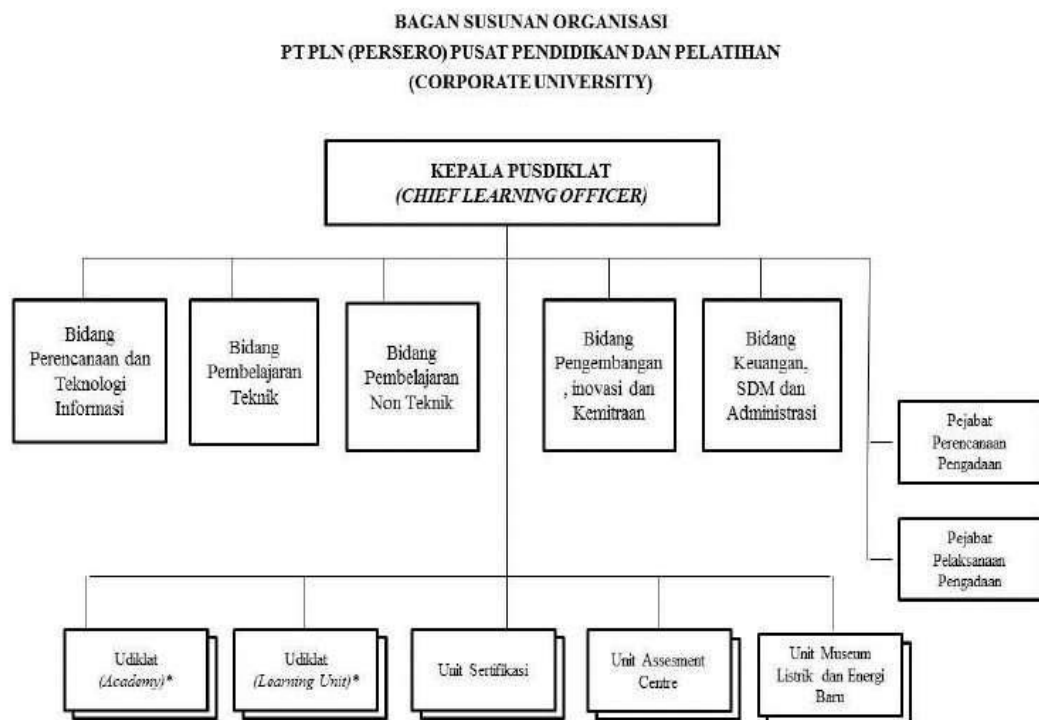 BAGAN SUSUNAN ORGANISASI
PT PLN (PERSERO) PUSAT PENDIDIKAN DAN PELATIHAN
(CORPORATE UNIVERSITY)
KEPALA PUSDIKLAT
(CHIEF LEARNING OFFICER)
Bidang
Perencanaan dan
Teknologi
Informasi
Bidang
Pembelajaran
Teknik
Bidang
Pembelajaran
Non Teknik
Bidang
Pengembangan
, inovasi dan
Kemitraan
Bidang
Keuangan,
SDM dan
Administrasi
Pejabat
Perencanaan
Pengadaan
Pejabat
Pelaksanaan
Pengadaan
Udiklat
(Academy)*
Udiklat
(Learning Unit)*
Unit Sertifikasi
Unit Assesment
Centre
Unit Museum
Listrik dan Energi
Baru